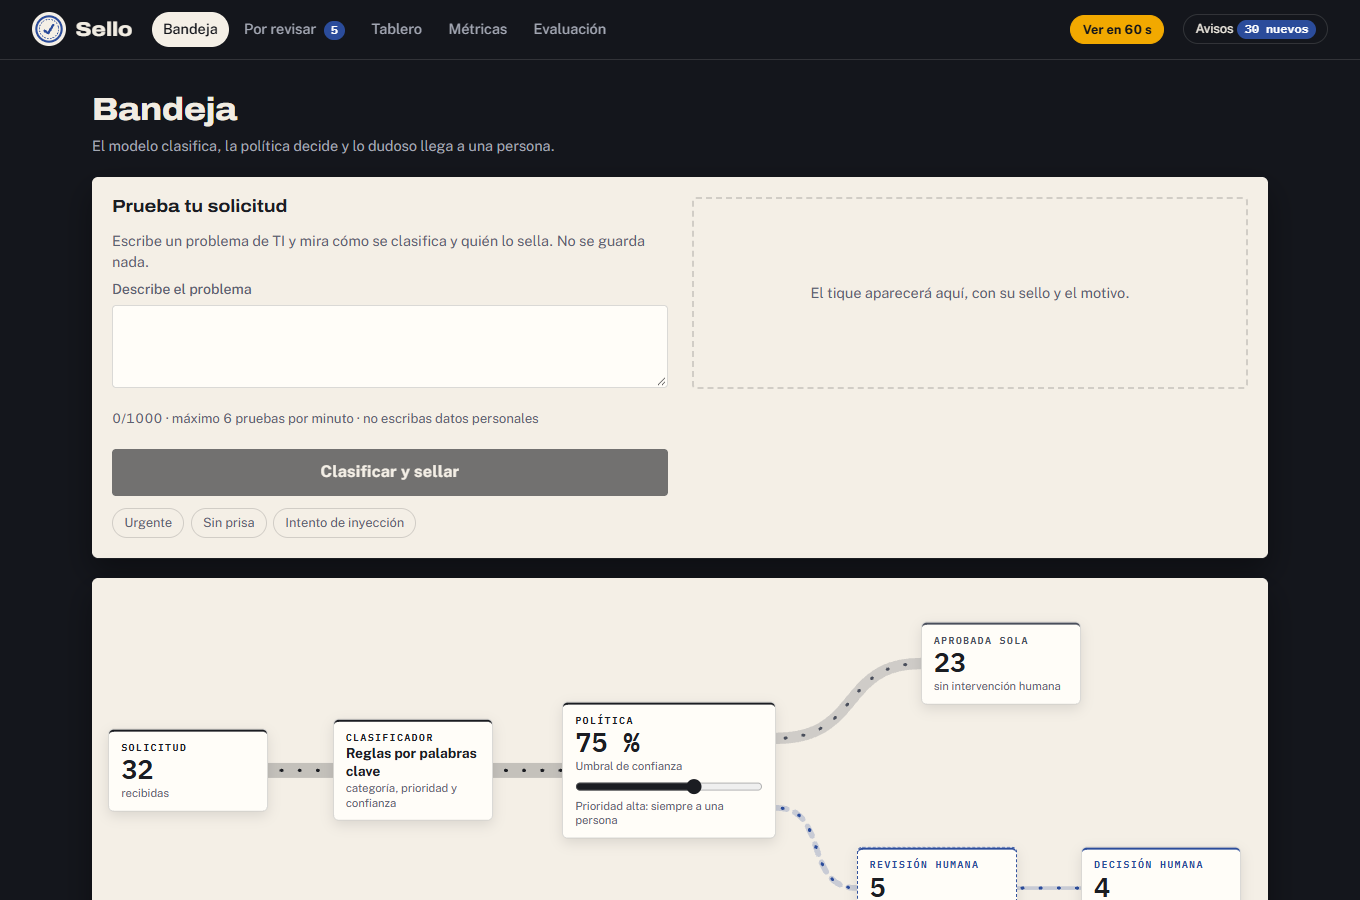 Sello
Bandeja
Por revisar 5
Tablero
Métricas
Evaluación
Ver en 60 s
Avisos 30 nuevos
Bandeja
El modelo clasifica, la política decide y lo dudoso llega a una persona.
Prueba tu solicitud
Escribe un problema de TI y mira cómo se clasifica y quién lo sella. No se guarda
nada.
Describe el problema
0/1000 · máximo 6 pruebas por minuto · no escribas datos personales
Clasificar y sellar
Urgente
Sin prisa
Intento de inyección
El tique aparecerá aquí, con su sello y el motivo.
SOLICITUD
32
recibidas
CLASIFICADOR
Reglas por palabras
clave
categoría, prioridad y
confianza
POLÍTICA
75 %
Umbral de confianza
Prioridad alta: siempre a una
persona
APROBADA SOLA
23
sin intervención humana
REVISIÓN HUMANA
5
DECISIÓN HUMANA
4